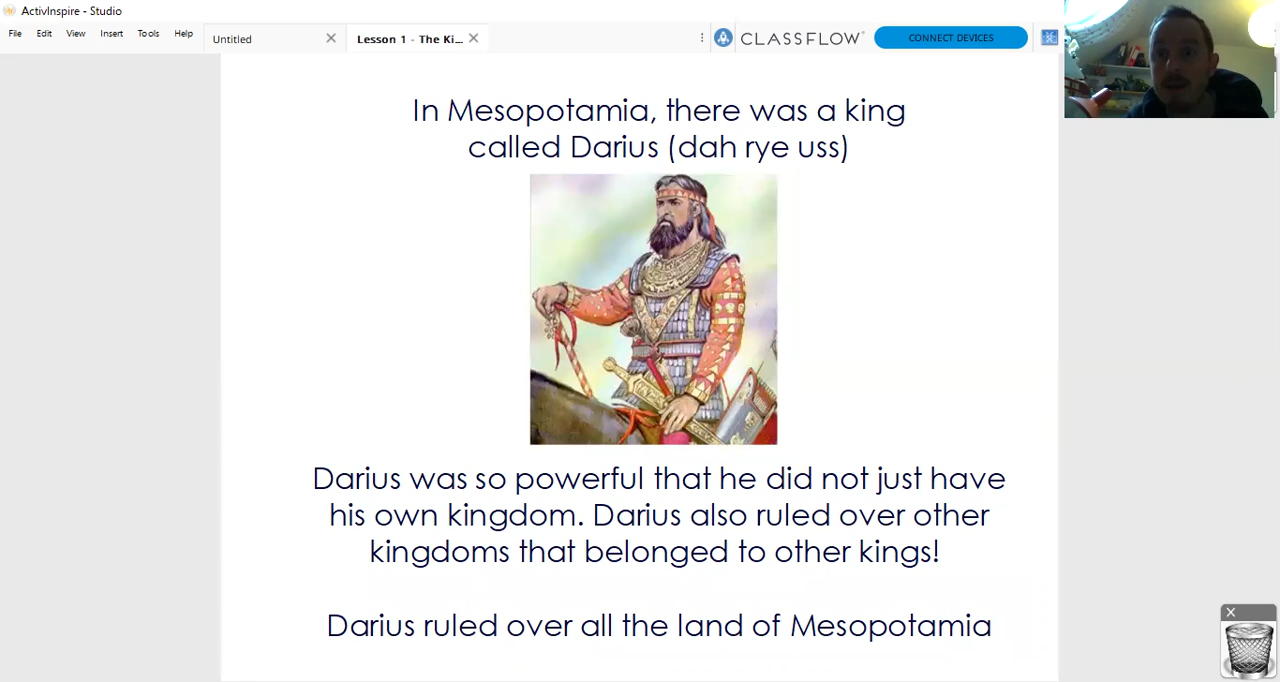 ActivInspire - Studio
File Edit View Insert Tools Help
Untitled
Lesson 1 - The Ki...
CLASSFLOW
CONNECT DEVICES
In Mesopotamia, there was a king
called Darius (dah rye uss)
Darius was so powerful that he did not just have
his own kingdom. Darius also ruled over other
kingdoms that belonged to other kings!
Darius ruled over all the land of Mesopotamia